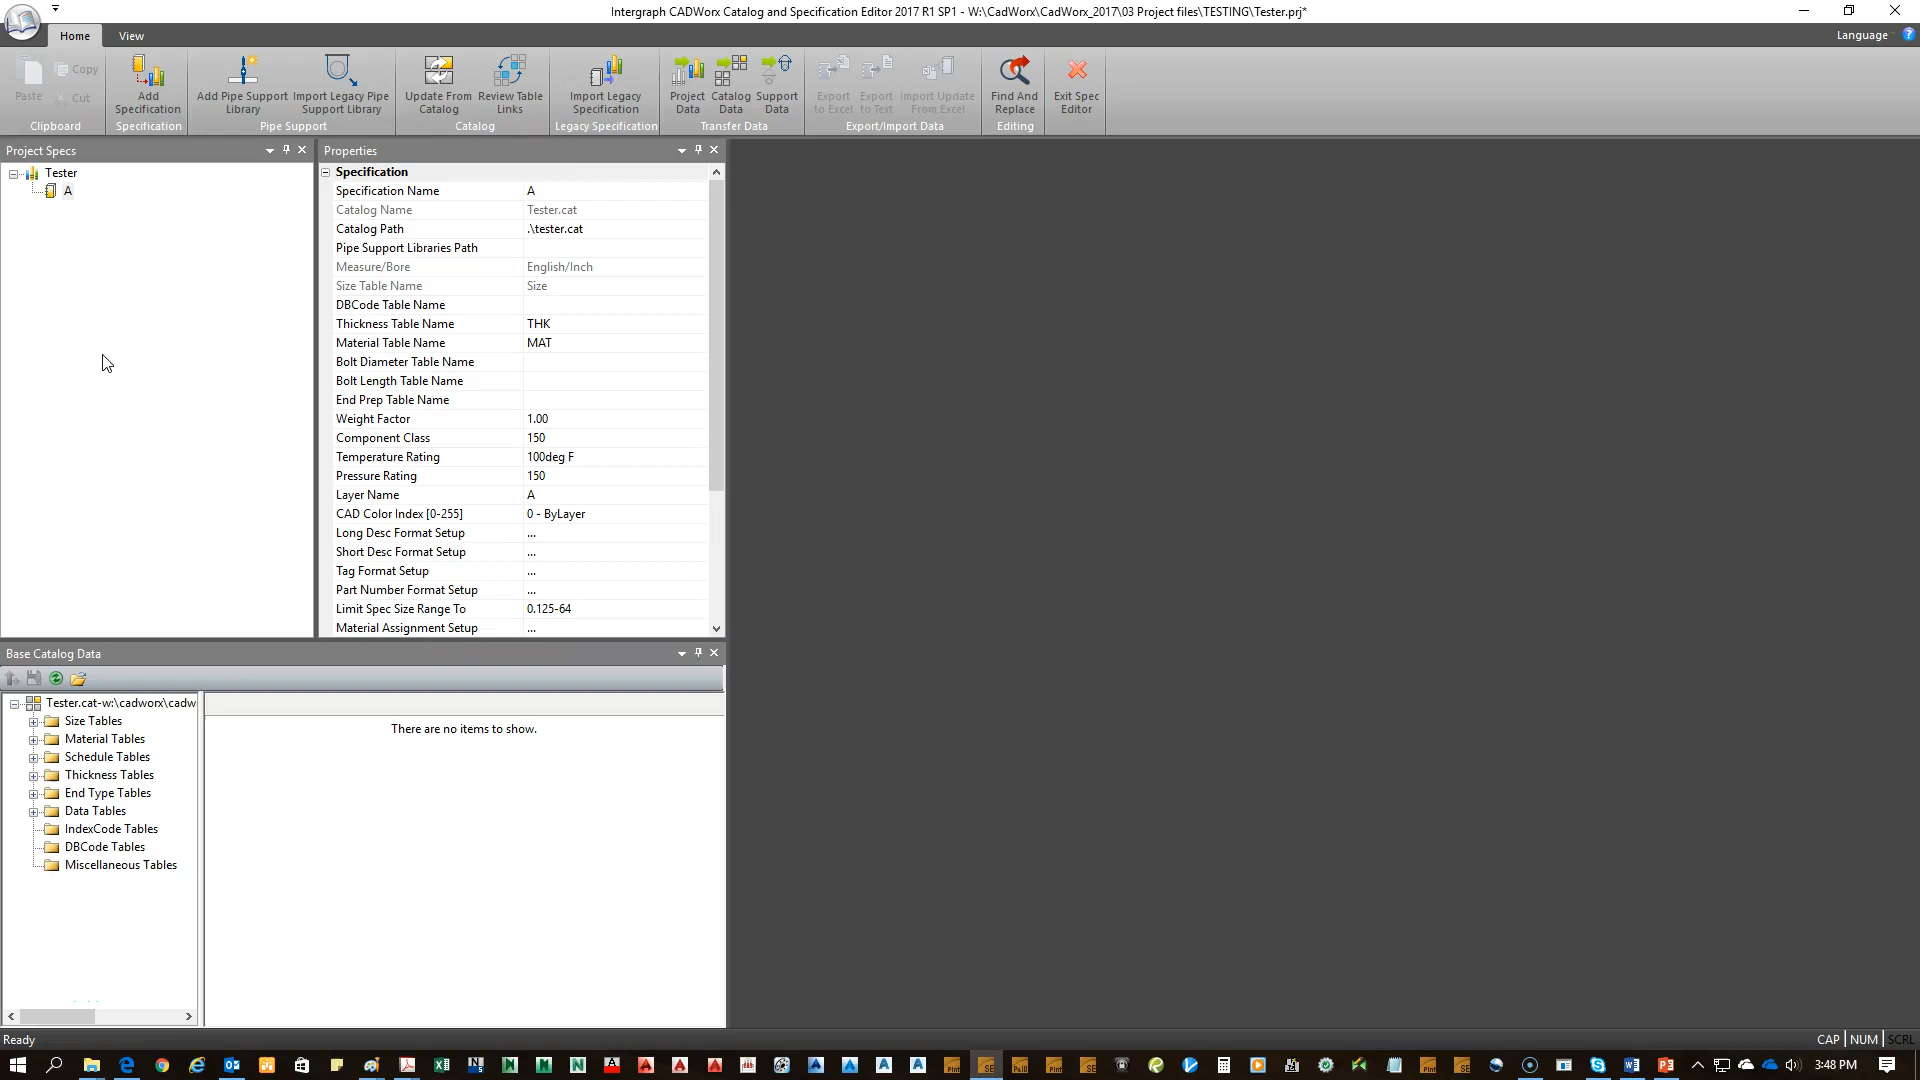 Intergraph CADWorx Catalog and Specification Editor 2017 R1 SP1 - W:\CadWorx\CadWorx_2017\03 Project files\TESTING\Tester.prj*
Home View Language
Paste Copy Cut
Clipboard
Add Specification
Specification
Add Pipe Support Library
Import Legacy Pipe Support Library
Pipe Support
Update From Catalog
Review Table Links
Catalog
Import Legacy Specification
Legacy Specification
Project Data
Catalog Data
Support Data
Transfer Data
Export to Excel
Export to Text
Import Update From Excel
Export/Import Data
Find And Replace
Editing
Exit Spec Editor
Project Specs
Tester
A
Properties
Specification
Specification Name A
Catalog Name Tester.cat
Catalog Path .\tester.cat
Pipe Support Libraries Path
Measure/Bore English/Inch
Size Table Name Size
DBCode Table Name
Thickness Table Name THK
Material Table Name MAT
Bolt Diameter Table Name
Bolt Length Table Name
End Prep Table Name
Weight Factor 1.00
Component Class 150
Temperature Rating 100deg F
Pressure Rating 150
Layer Name A
CAD Color Index [0-255] 0 - ByLayer
Long Desc Format Setup ...
Short Desc Format Setup ...
Tag Format Setup ...
Part Number Format Setup ...
Limit Spec Size Range To 0.125-64
Material Assignment Setup ...
Base Catalog Data
Tester.cat-w:\cadworx\cadw
Size Tables
Material Tables
Schedule Tables
Thickness Tables
End Type Tables
Data Tables
IndexCode Tables
DBCode Tables
Miscellaneous Tables
There are no items to show.
Ready
CAP NUM SCRL
3:48 PM